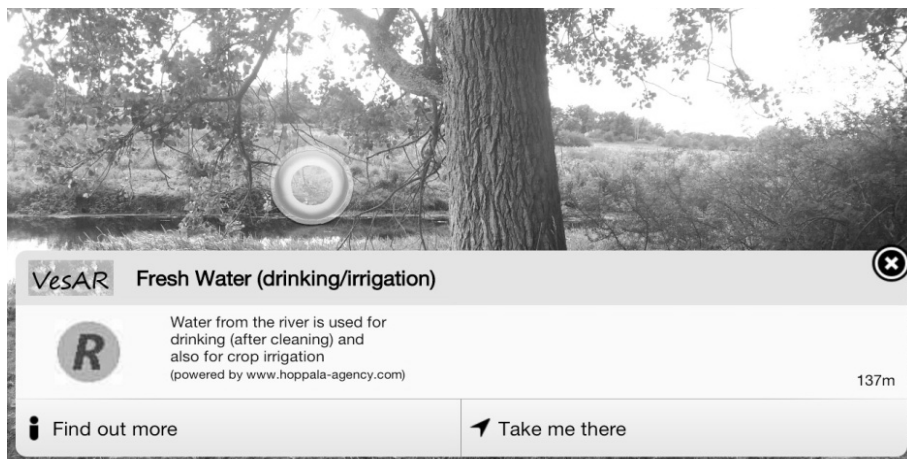 VesAR Fresh Water (drinking/irrigation)
R
Water from the river is used for
drinking (after cleaning) and
also for crop irrigation
(powered by www.hoppala-agency.com)
137m
Find out more
Take me there